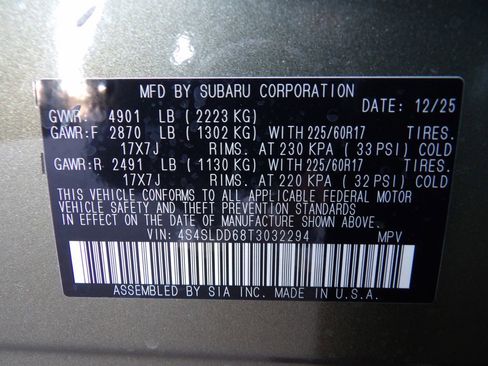 MFD BY SUBARU CORPORATION
DATE: 12/25
GVWR: 4901 LB (2223 KG)
GAWR:F 2870 LB (1302 KG) WITH 225/60R17 TIRES.
17X7J RIMS. AT 230 KPA (33 PSI) COLD
GAWR:R 2491 LB (1130 KG) WITH 225/60R17 TIRES.
17X7J RIMS. AT 220 KPA (32 PSI) COLD
THIS VEHICLE CONFORMS TO ALL APPLICABLE FEDERAL MOTOR
VEHICLE SAFETY AND THEFT PREVENTION STANDARDS
IN EFFECT ON THE DATE OF MANUFACTURE SHOWN ABOVE.
VIN: 4S4SLDD68T3032294 MPV
ASSEMBLED BY SIA INC. MADE IN U.S.A.